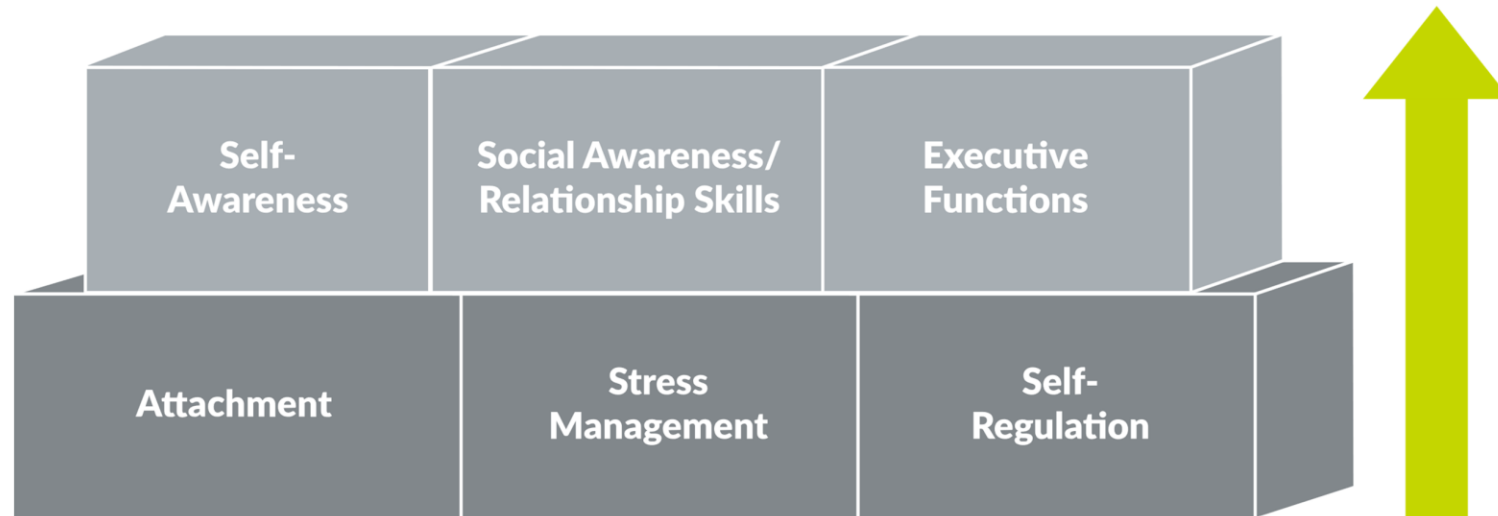 Self-
Awareness
Social Awareness/
Relationship Skills
Executive
Functions
Attachment
Stress
Management
Self-
Regulation